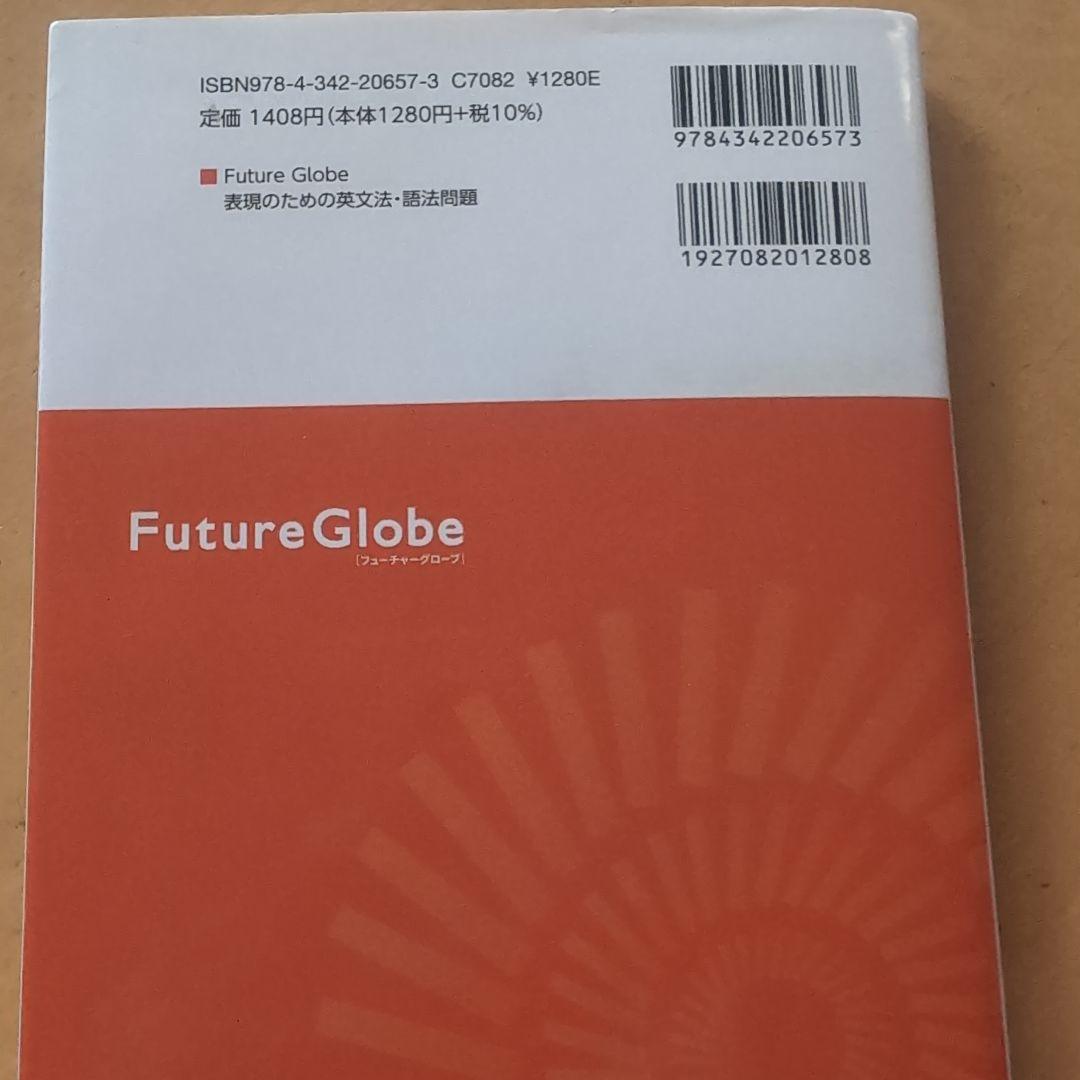 ISBN978-4-342-20657-3 C7082 ¥1280E
定価 1408円(本体1280円+税10%)
9784342206573
■ Future Globe
表現のための英文法・語法問題
1927082012808
FutureGlobe
[フューチャーグローブ]